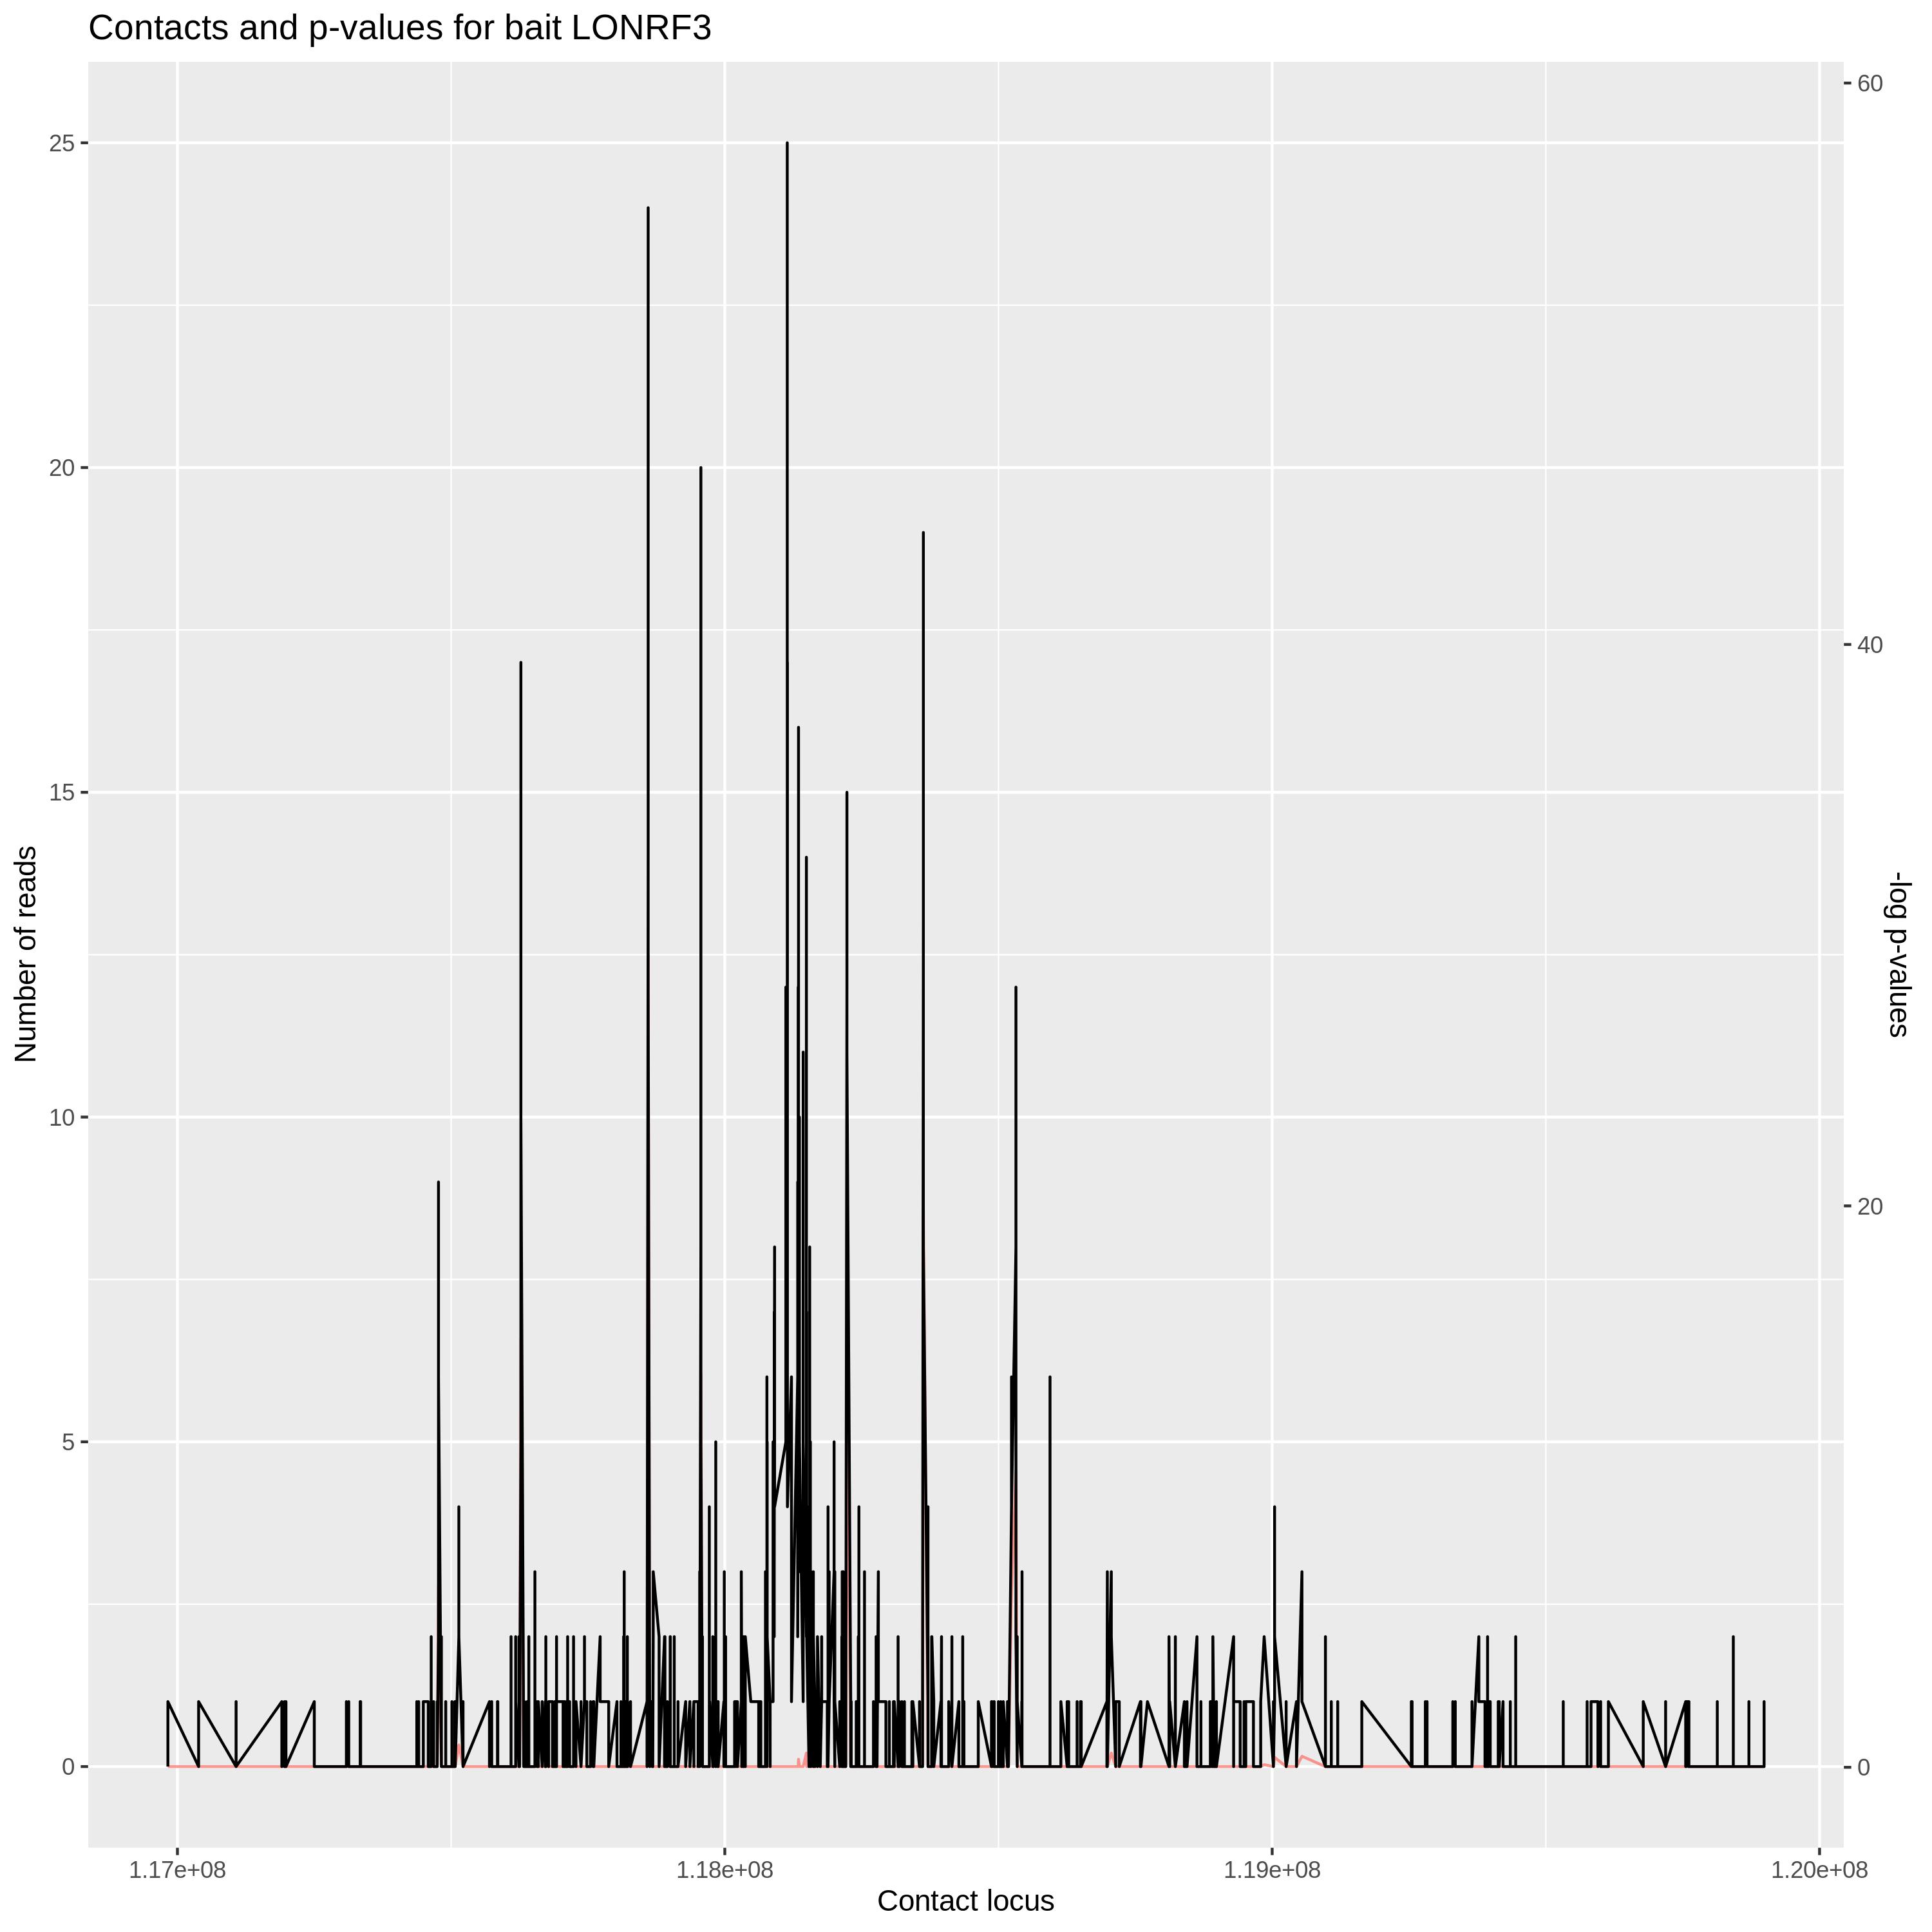 Contacts and p-values for bait LONRF3
60
25
20
40
15
Number of reads
-log p-values
10
20
5
0
0
1.17e+08
1.18e+08
1.19e+08
1.20e+08
Contact locus